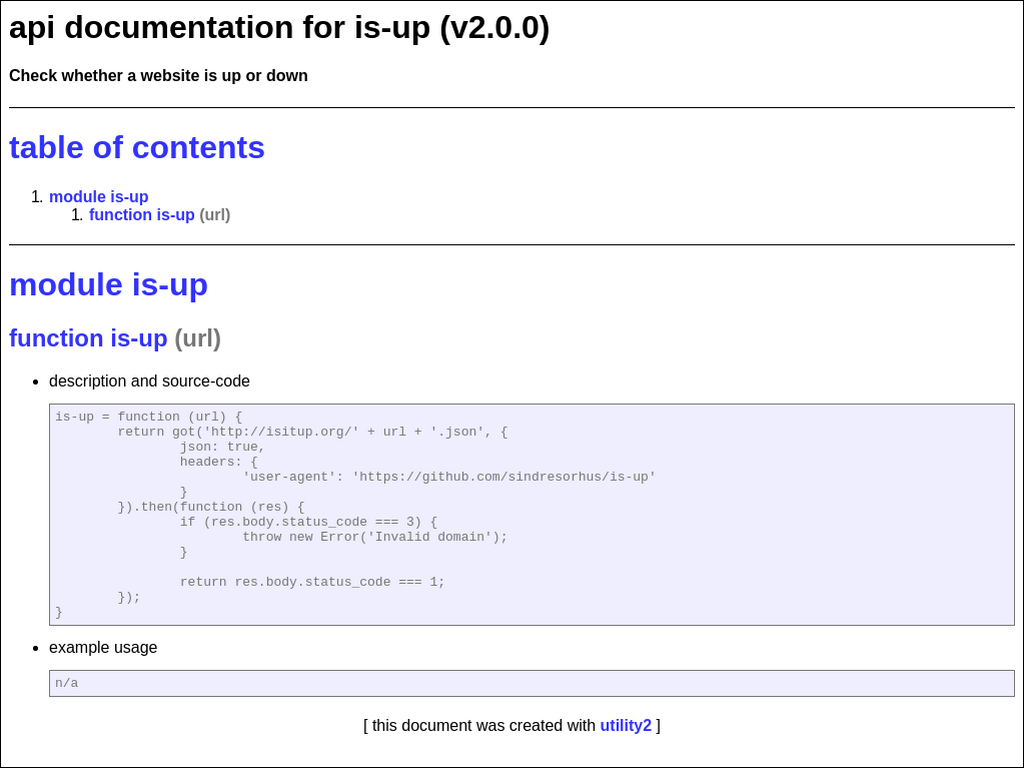 api documentation for is-up (v2.0.0)
Check whether a website is up or down
table of contents
1. module is-up
1. function is-up (url)
module is-up
function is-up (url)
• description and source-code
is-up = function (url) {
        return got('http://isitup.org/' + url + '.json', {
                json: true,
                headers: {
                        'user-agent': 'https://github.com/sindresorhus/is-up'
                }
        }).then(function (res) {
                if (res.body.status_code === 3) {
                        throw new Error('Invalid domain');
                }

                return res.body.status_code === 1;
        });
}
• example usage
n/a
[ this document was created with utility2 ]